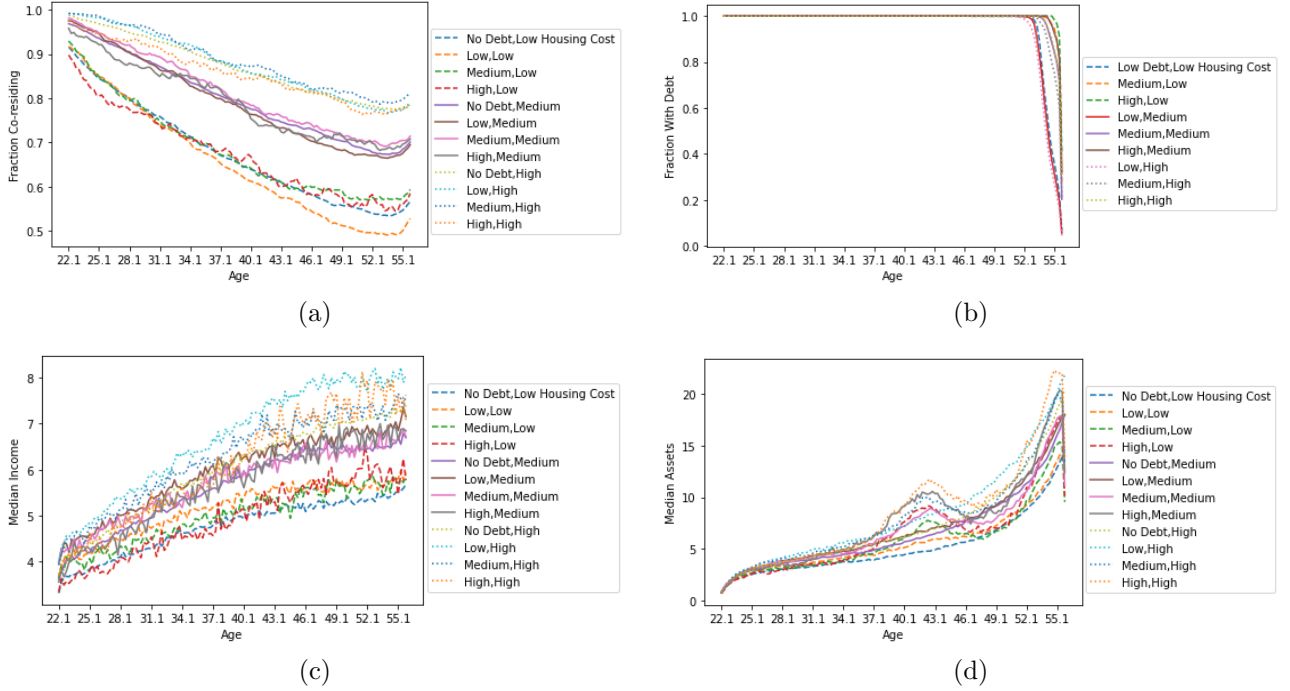 Fraction Co-residing
1.0
0.9
0.8
0.7
0.6
0.5
22.1 25.1 28.1 31.1 34.1 37.1 40.1 43.1 46.1 49.1 52.1 55.1
Age
No Debt,Low Housing Cost
Low,Low
Medium,Low
High,Low
No Debt,Medium
Low,Medium
Medium,Medium
High,Medium
No Debt,High
Low,High
Medium,High
High,High
(a)
Fraction With Debt
1.0
0.8
0.6
0.4
0.2
0.0
22.1 25.1 28.1 31.1 34.1 37.1 40.1 43.1 46.1 49.1 52.1 55.1
Age
Low Debt,Low Housing Cost
Medium,Low
High,Low
Low,Medium
Medium,Medium
High,Medium
Low,High
Medium,High
High,High
(b)
Median Income
8
7
6
5
4
22.1 25.1 28.1 31.1 34.1 37.1 40.1 43.1 46.1 49.1 52.1 55.1
Age
No Debt,Low Housing Cost
Low,Low
Medium,Low
High,Low
No Debt,Medium
Low,Medium
Medium,Medium
High,Medium
No Debt,High
Low,High
Medium,High
High,High
(c)
Median Assets
20
15
10
5
0
22.1 25.1 28.1 31.1 34.1 37.1 40.1 43.1 46.1 49.1 52.1 55.1
Age
No Debt,Low Housing Cost
Low,Low
Medium,Low
High,Low
No Debt,Medium
Low,Medium
Medium,Medium
High,Medium
No Debt,High
Low,High
Medium,High
High,High
(d)